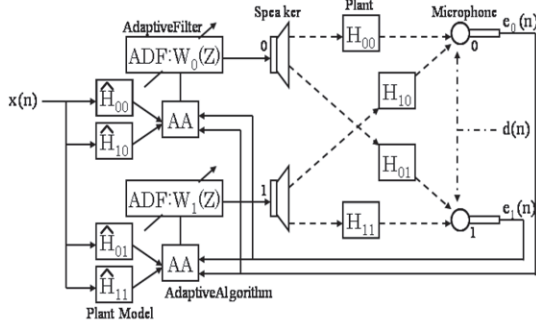 Speaker
Plant
Microphone
AdaptiveFilter
e₀(n)
ADF:W₀(Z)
0
H₀₀
0
x(n)
Ĥ₀₀
H₁₀
Ĥ₁₀
AA
d(n)
H₀₁
ADF:W₁(Z)
1
e₁(n)
H₁₁
1
Ĥ₀₁
AA
Ĥ₁₁
AdaptiveAlgorithm
Plant Model